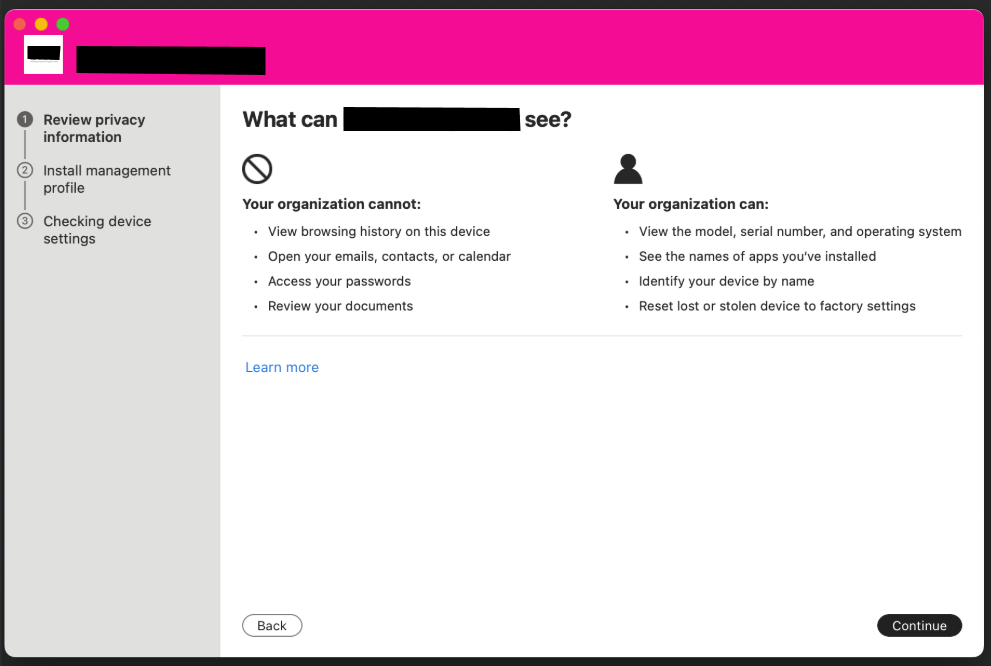 1 Review privacy
information
2 Install management
profile
3 Checking device
settings
What can see?
Your organization cannot:
• View browsing history on this device
• Open your emails, contacts, or calendar
• Access your passwords
• Review your documents
Your organization can:
• View the model, serial number, and operating system
• See the names of apps you’ve installed
• Identify your device by name
• Reset lost or stolen device to factory settings
Learn more
Back
Continue